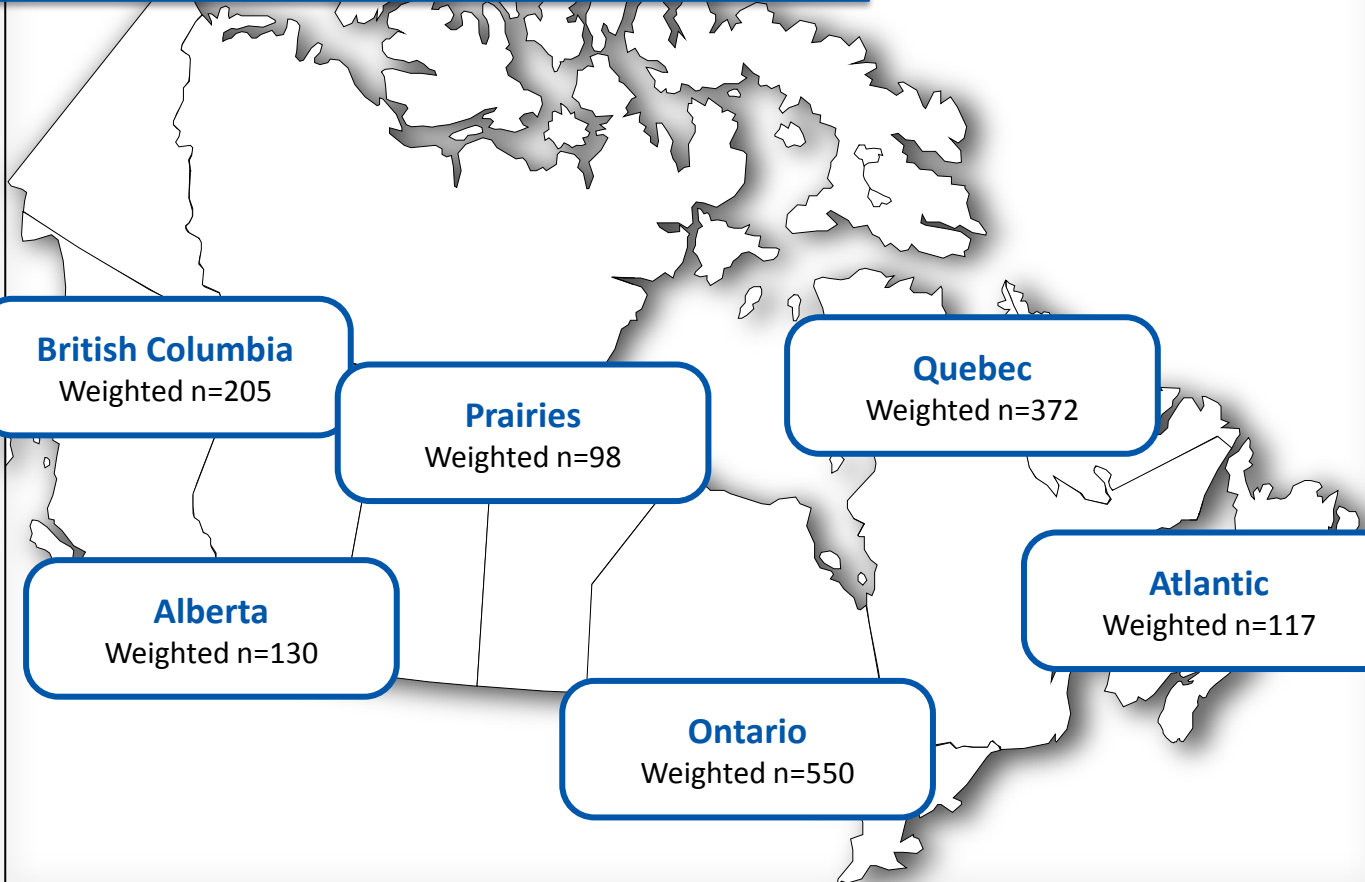 British Columbia
Weighted n=205
Prairies
Weighted n=98
Quebec
Weighted n=372
Alberta
Weighted n=130
Atlantic
Weighted n=117
Ontario
Weighted n=550